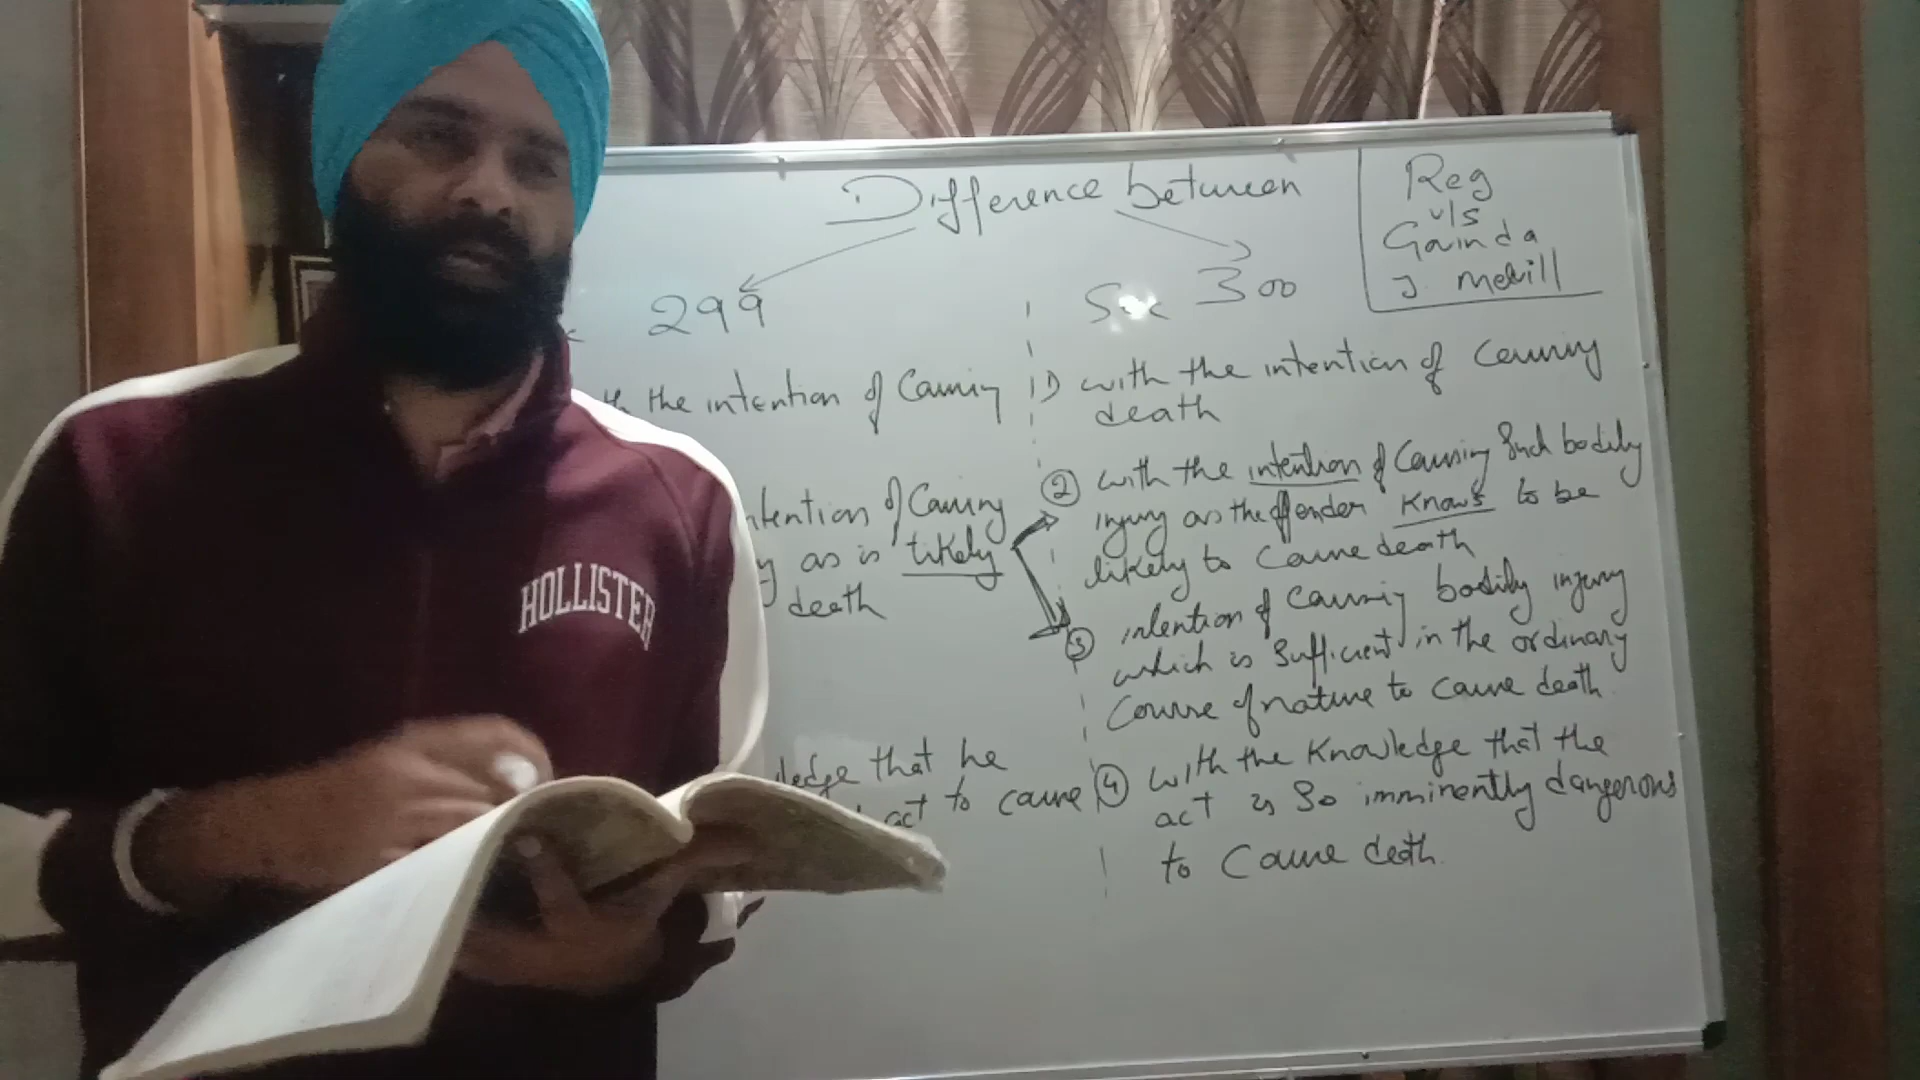 Difference between
Reg
v/s
Govinda
J. Melvill
299
Sec 300
the intention of Causing
1) with the intention of Causing
death
intention of Causing
as is likely
death
② with the intention of Causing Such bodily
injury as the offender Knows to be
likely to Cause death
③ intention of Causing bodily injury
which is Sufficient in the ordinary
Course of nature to Cause death
ledge that he
act to cause
④ with the Knowledge that the
act is So imminently dangerous
to Cause death.
HOLLISTER